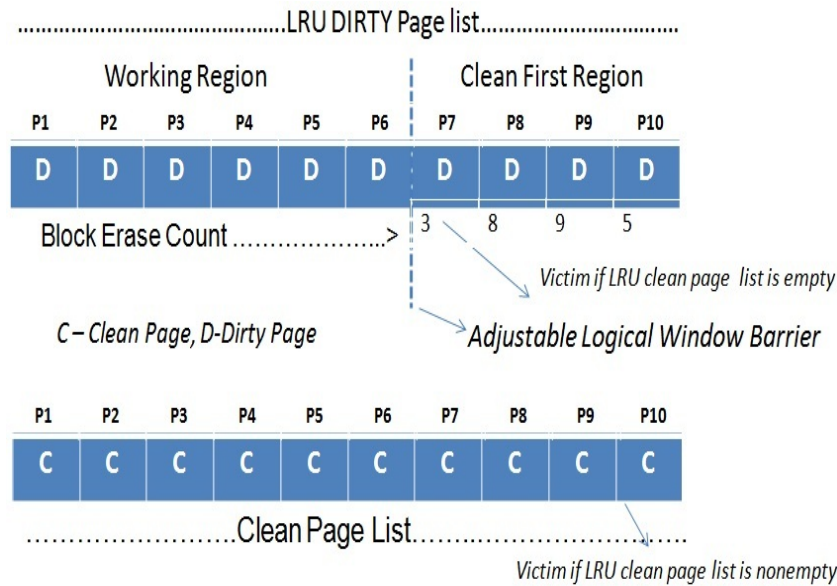 ……………………………………LRU DIRTY Page list…………………………
Working Region Clean First Region
P1 P2 P3 P4 P5 P6 P7 P8 P9 P10
D D D D D D D D D D
Block Erase Count …………………..> 3 8 9 5
Victim if LRU clean page list is empty
C – Clean Page, D-Dirty Page Adjustable Logical Window Barrier
P1 P2 P3 P4 P5 P6 P7 P8 P9 P10
C C C C C C C C C C
…………………….Clean Page List……..……………………..…..
Victim if LRU clean page list is nonempty